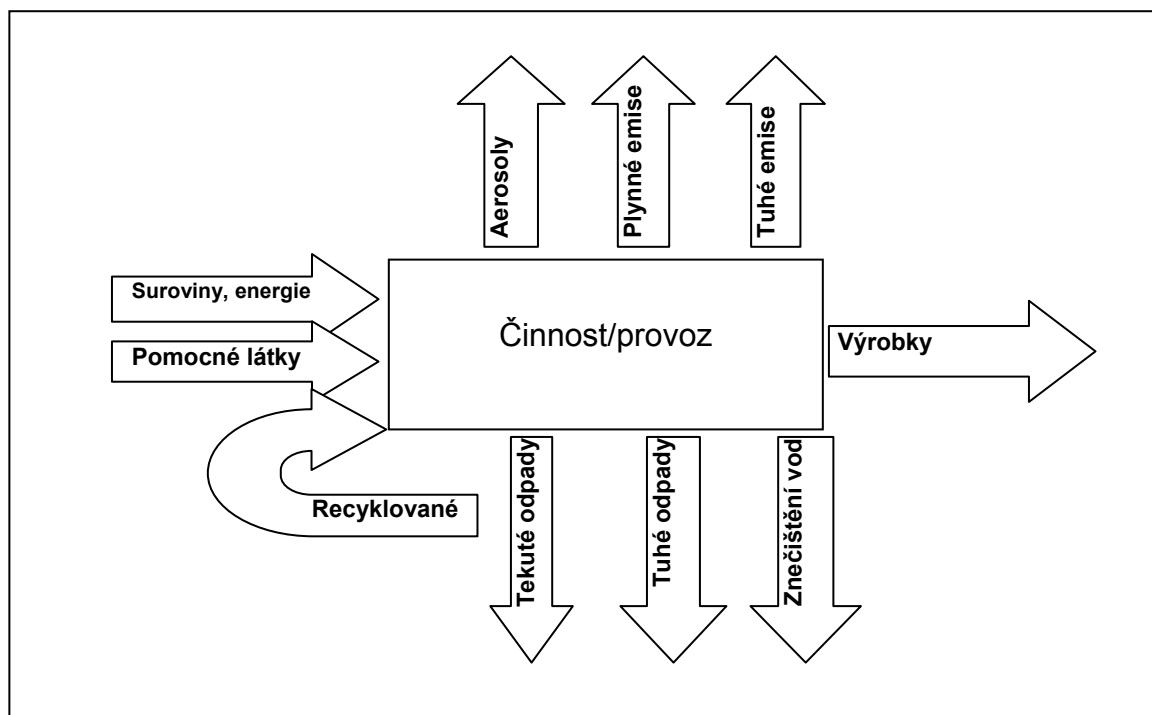 Aerosoly
Plynné emise
Tuhé emise
Suroviny, energie
Činnost/provoz
Výrobky
Pomocné látky
Recyklované
Tekuté odpady
Tuhé odpady
Znečištění vod